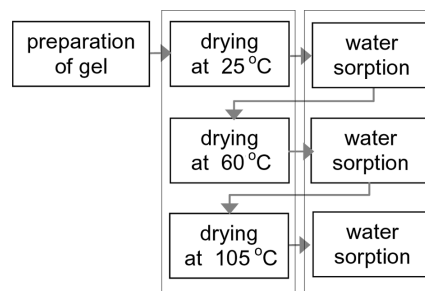 preparation
of gel
drying
at 25 °C
water
sorption
drying
at 60 °C
water
sorption
drying
at 105 °C
water
sorption